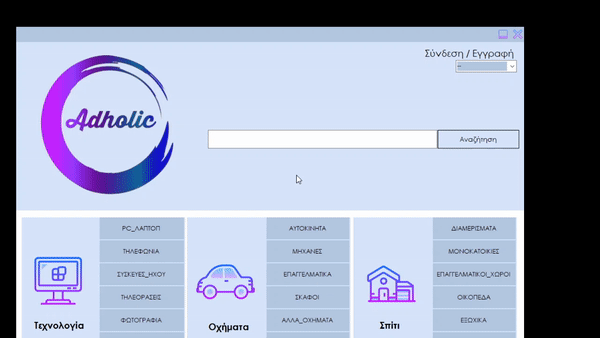 Σύνδεση / Εγγραφή
Adholic
Αναζήτηση
PC_ΛΑΠΤΟΠ
ΤΗΛΕΦΩΝΙΑ
ΣΥΣΚΕΥΕΣ_ΗΧΟΥ
ΤΗΛΕΟΡΑΣΕΙΣ
ΦΩΤΟΓΡΑΦΙΑ
Τεχνολογία
ΑΥΤΟΚΙΝΗΤΑ
ΜΗΧΑΝΕΣ
ΕΠΑΓΓΕΛΜΑΤΙΚΑ
ΣΚΑΦΟΙ
ΑΛΛΑ_ΟΧΗΜΑΤΑ
Οχήματα
ΔΙΑΜΕΡΙΣΜΑΤΑ
ΜΟΝΟΚΑΤΟΙΚΙΕΣ
ΕΠΑΓΓΕΛΜΑΤΙΚΟΙ_ΧΩΡΟΙ
ΟΙΚΟΠΕΔΑ
ΕΞΟΧΙΚΑ
Σπίτι